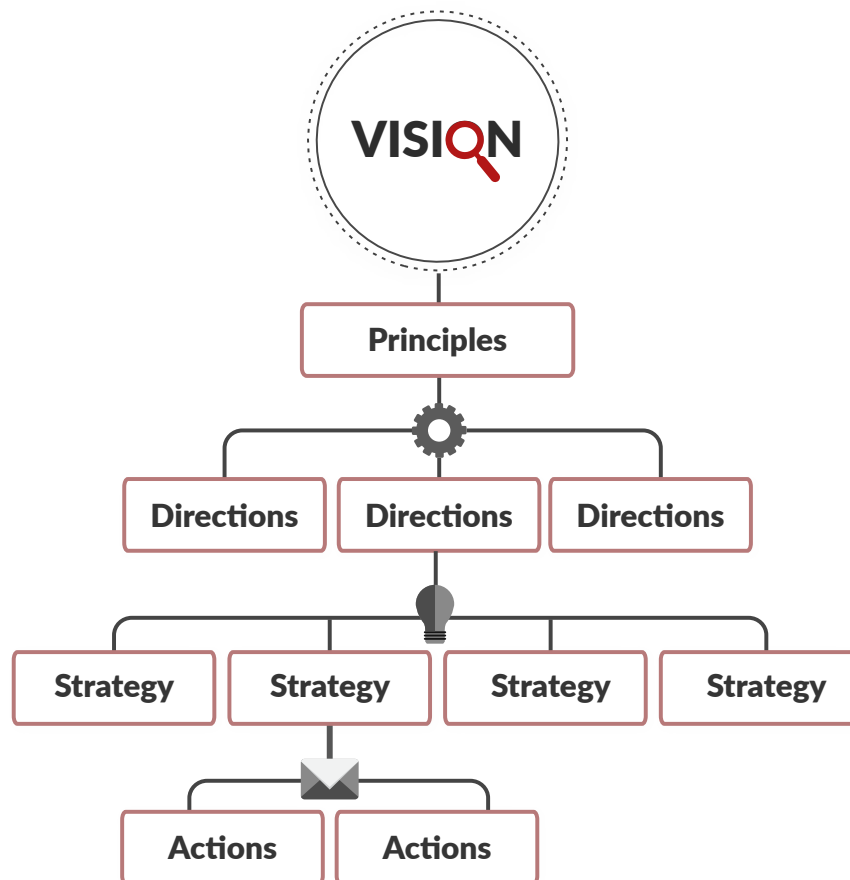 VISION
Principles
Directions Directions Directions
Strategy Strategy Strategy Strategy
Actions Actions